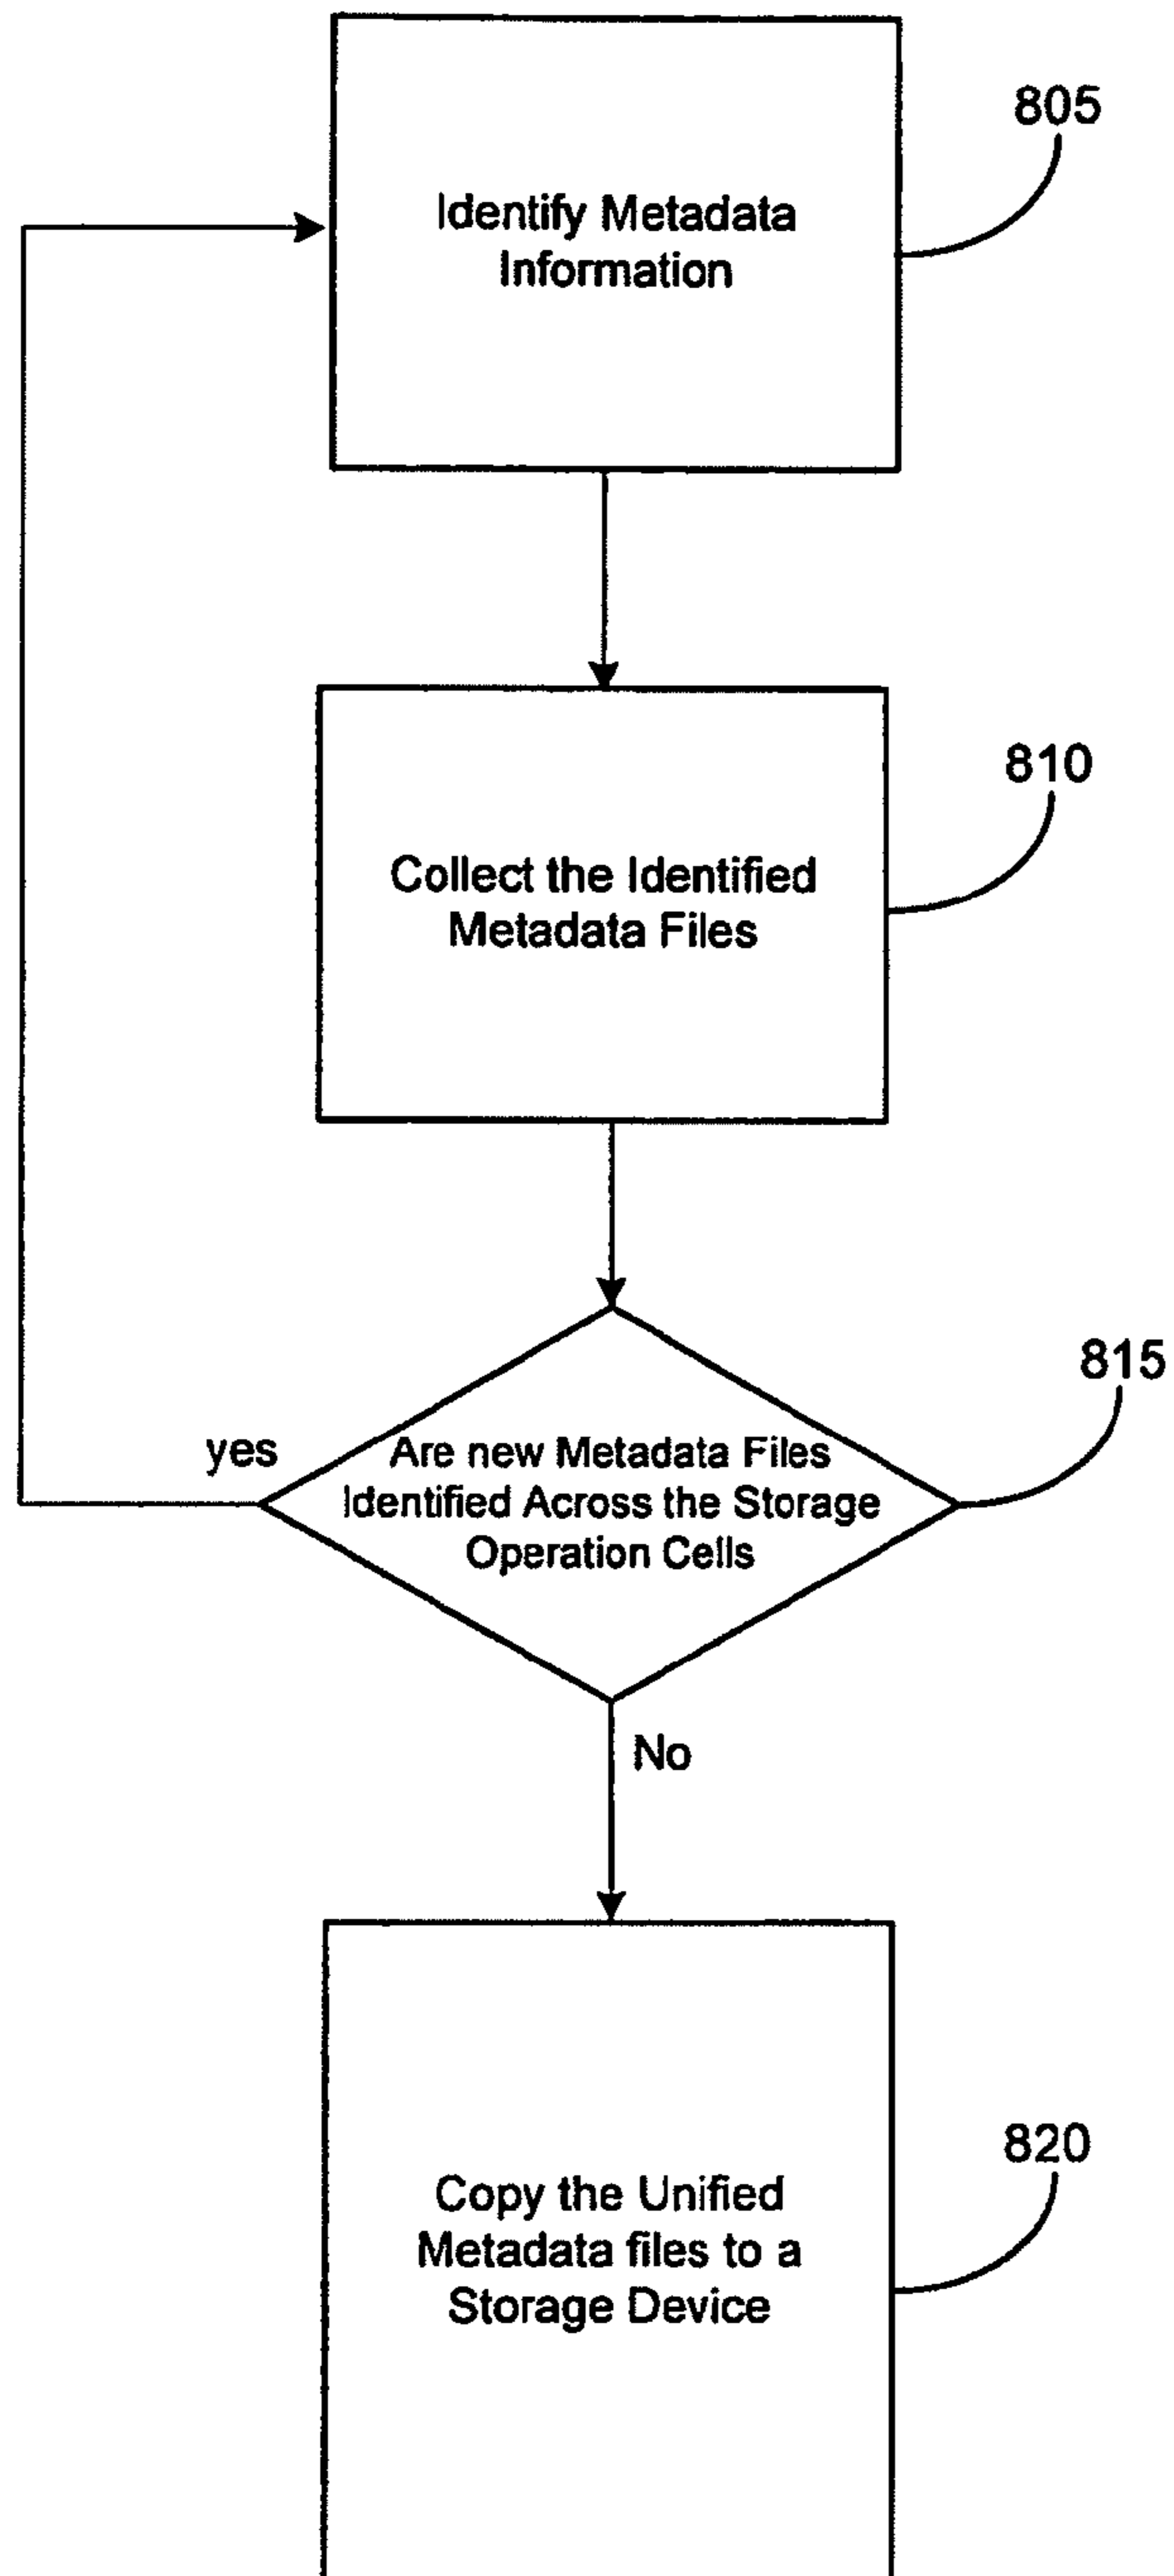 805
Identify Metadata
Information
810
Collect the Identified
Metadata Files
815
yes
Are new Metadata Files
Identified Across the Storage
Operation Cells
No
820
Copy the Unified
Metadata files to a
Storage Device